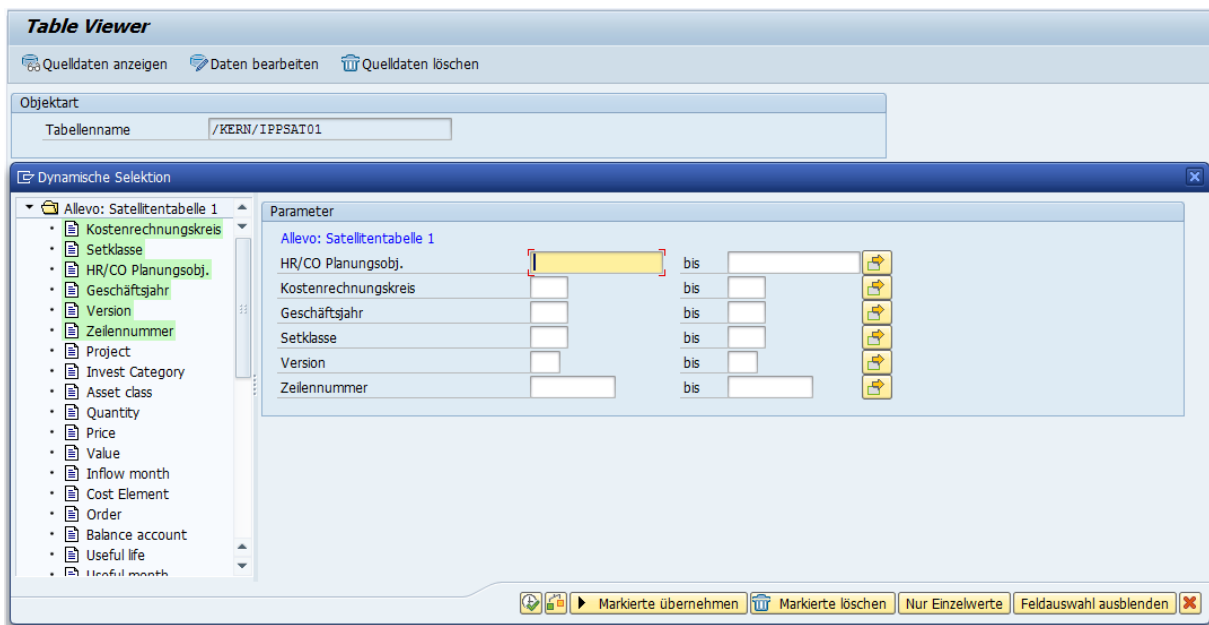 Table Viewer
Quelldaten anzeigen Daten bearbeiten Quelldaten löschen
Objektart
Tabellenname /KERN/IPPSAT01
Dynamische Selektion
Allevo: Satellitentabelle 1
Kostenrechnungskreis
Setklasse
HR/CO Planungsobj.
Geschäftsjahr
Version
Zeilennummer
Project
Invest Category
Asset class
Quantity
Price
Value
Inflow month
Cost Element
Order
Balance account
Useful life
Useful month
Parameter
Allevo: Satellitentabelle 1
HR/CO Planungsobj. bis
Kostenrechnungskreis bis
Geschäftsjahr bis
Setklasse bis
Version bis
Zeilennummer bis
Markierte übernehmen Markierte löschen Nur Einzelwerte Feldauswahl ausblenden